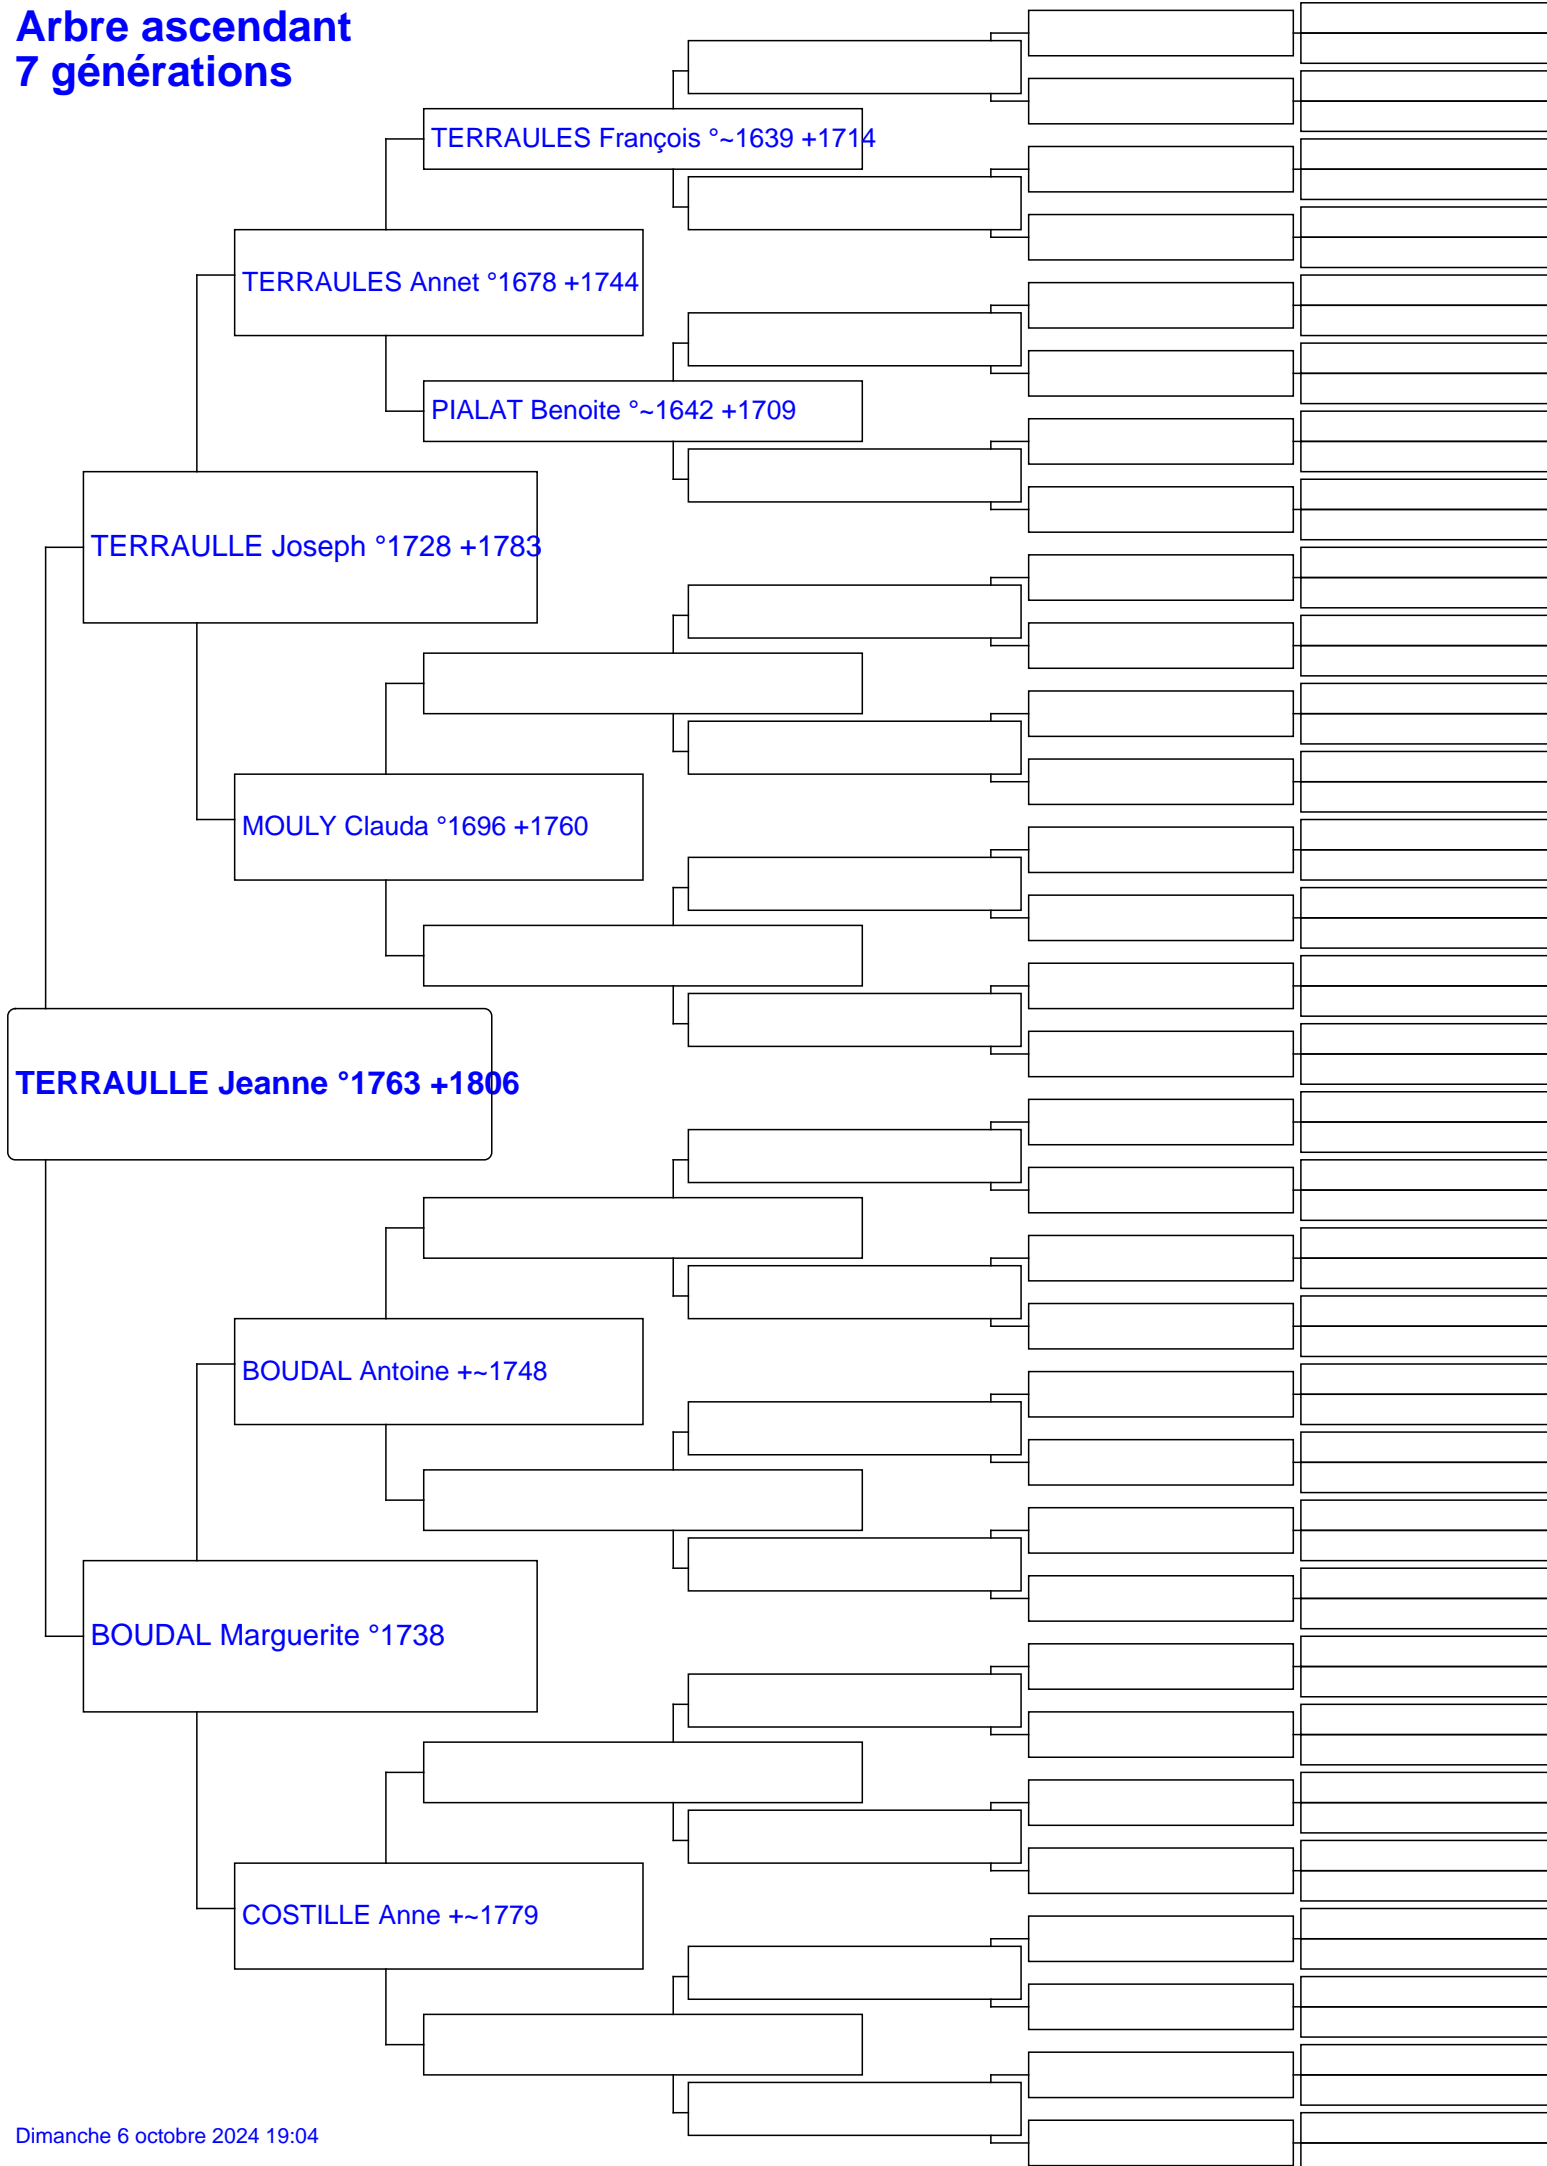 Arbre ascendant
7 générations
TERRAULES François °~1639 +1714
TERRAULES Annet °1678 +1744
PIALAT Benoite °~1642 +1709
TERRAULLE Joseph °1728 +1783
MOULY Clauda °1696 +1760
TERRAULLE Jeanne °1763 +1806
BOUDAL Antoine +~1748
BOUDAL Marguerite °1738
COSTILLE Anne +~1779
Dimanche 6 octobre 2024 19:04